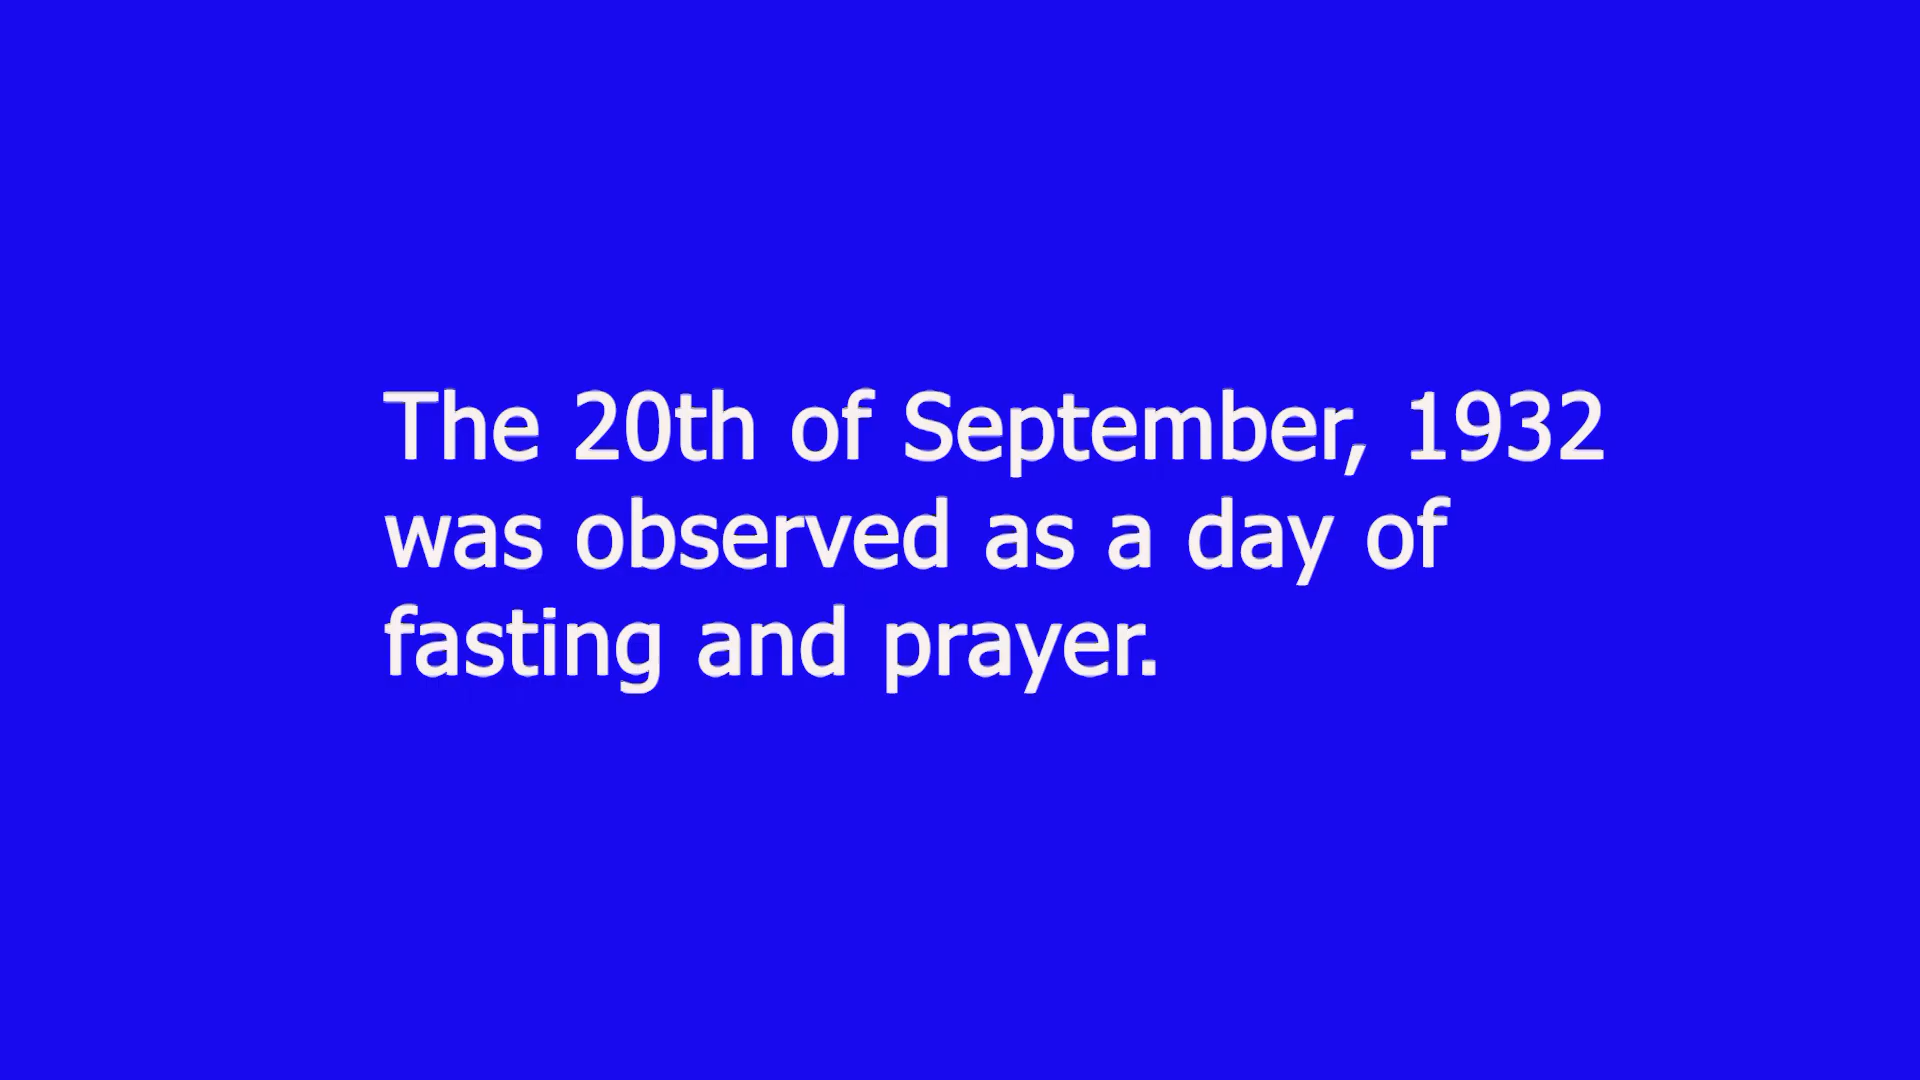 The 20th of September, 1932
was observed as a day of
fasting and prayer.